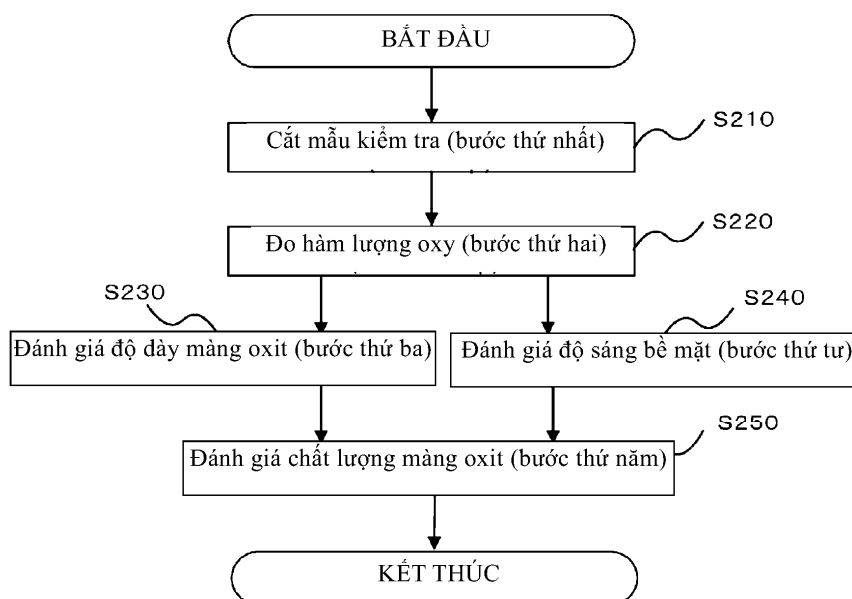 BẮT ĐẦU
Cắt mẫu kiểm tra (bước thứ nhất)
S210
Đo hàm lượng oxy (bước thứ hai)
S220
S230
Đánh giá độ dày màng oxit (bước thứ ba)
S240
Đánh giá độ sáng bề mặt (bước thứ tư)
S250
Đánh giá chất lượng màng oxit (bước thứ năm)
KẾT THÚC